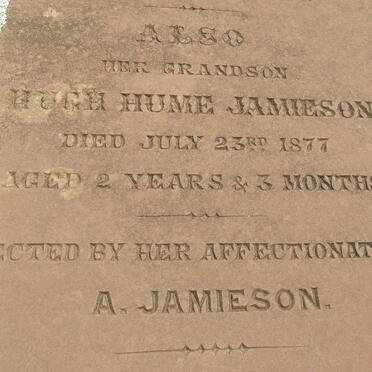 ALSO
HER GRANDSON
HUGH HUME JAMIESON
DIED JULY 23RD 1877
AGED 2 YEARS & 3 MONTHS
ECTED BY HER AFFECTIONAT
A. JAMIESON.